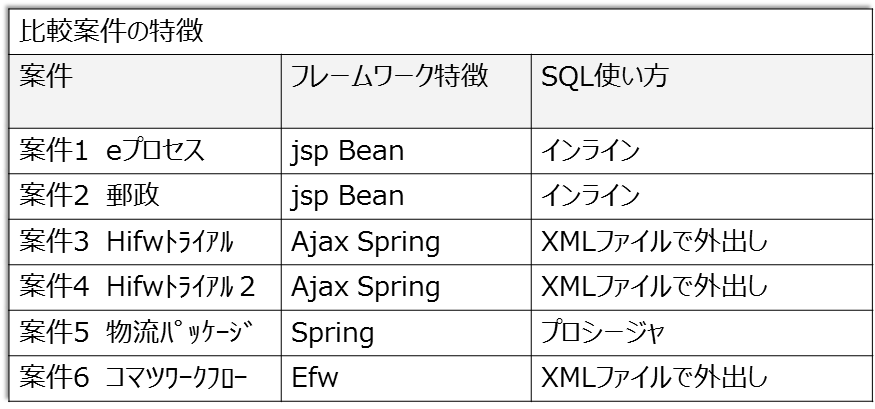 比較案件の特徴
案件 フレームワーク特徴 SQL使い方
案件1 eプロセス jsp Bean インライン
案件2 郵政 jsp Bean インライン
案件3 Hifwﾄﾗｲｱﾙ Ajax Spring XMLファイルで外出し
案件4 Hifwﾄﾗｲｱﾙ２ Ajax Spring XMLファイルで外出し
案件5 物流ﾊﾟｯｹｰｼﾞ Spring プロシージャ
案件6 コマツﾜｰｸﾌﾛｰ Efw XMLファイルで外出し